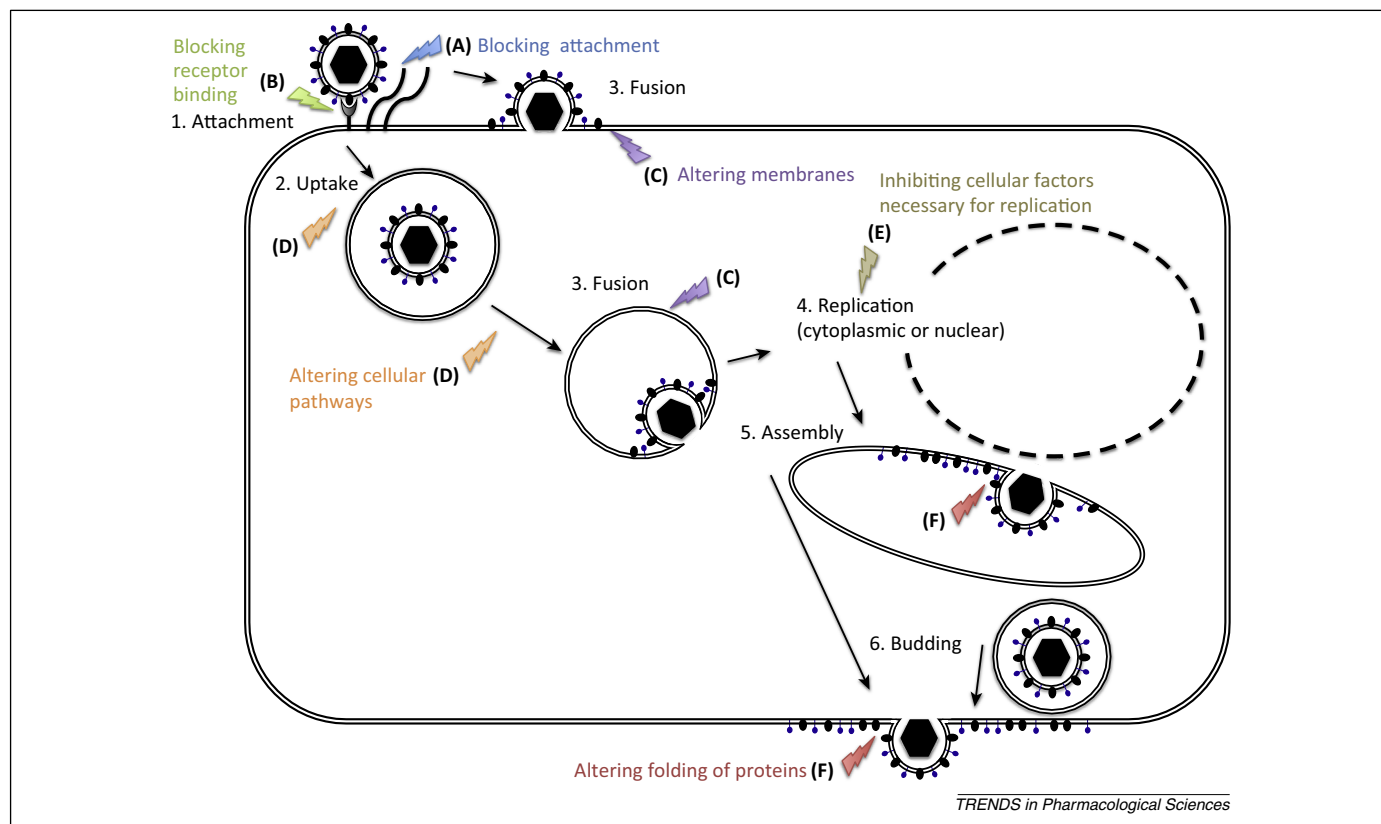 Blocking
receptor
binding
(B)
(A) Blocking attachment
1. Attachment
3. Fusion
(C) Altering membranes
2. Uptake
(D)
Inhibiting cellular factors
necessary for replication
(E)
3. Fusion
(C)
4. Replication
(cytoplasmic or nuclear)
Altering cellular (D)
pathways
5. Assembly
(F)
6. Budding
Altering folding of proteins (F)
TRENDS in Pharmacological Sciences